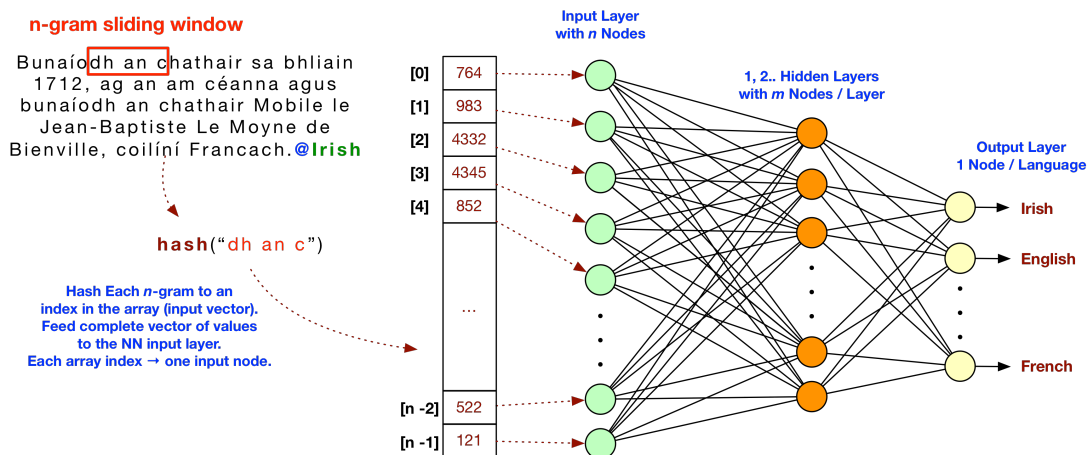 n-gram sliding window
Bunaíodh an chathair sa bhliain
1712, ag an am céanna agus
bunaíodh an chathair Mobile le
Jean-Baptiste Le Moyne de
Bienville, coilíní Francach.@Irish
hash(“dh an c”)
Hash Each n-gram to an
index in the array (input vector).
Feed complete vector of values
to the NN input layer.
Each array index → one input node.
[0] 764
[1] 983
[2] 4332
[3] 4345
[4] 852
...
[n -2] 522
[n -1] 121
Input Layer
with n Nodes
1, 2.. Hidden Layers
with m Nodes / Layer
Output Layer
1 Node / Language
Irish
English
French